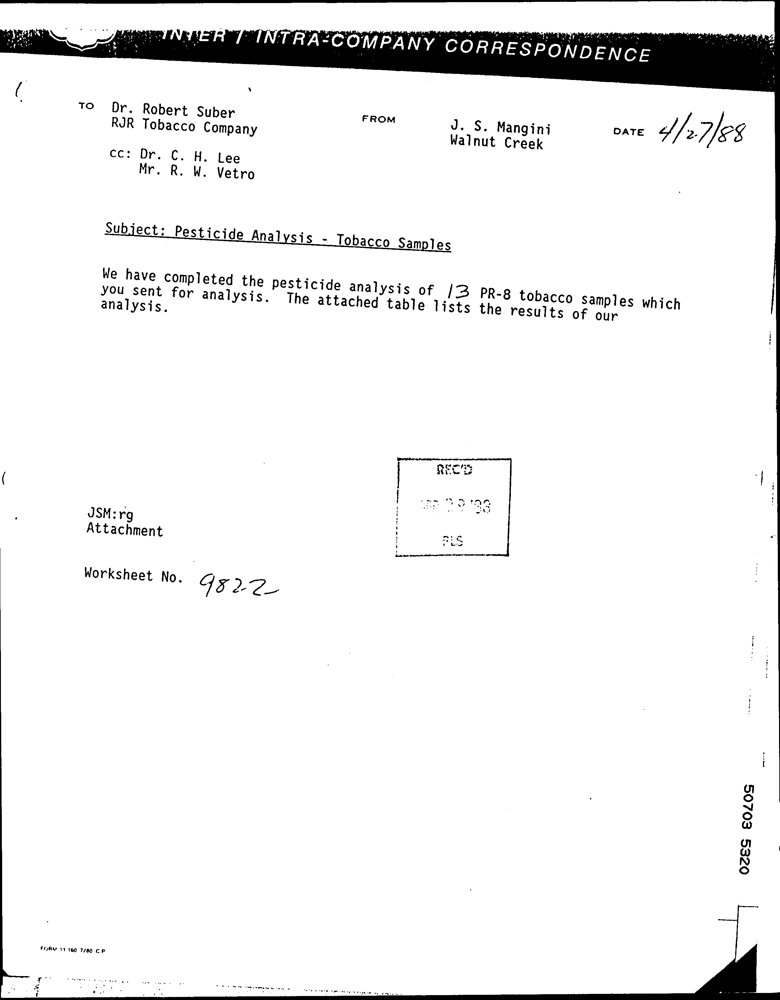 INTER / INTRA-COMPANY CORRESPONDENCE
TO Dr. Robert Suber
RJR Tobacco Company
FROM J. S. Mangini
Walnut Creek
DATE 4/27/88
cc: Dr. C. H. Lee
Mr. R. W. Vetro
Subject: Pesticide Analysis - Tobacco Samples
We have completed the pesticide analysis of 13 PR-8 tobacco samples which
you sent for analysis. The attached table lists the results of our
analysis.
REC'D
29 '88
JSM:rg
Attachment
Worksheet No. 9822
50703 5320
FORM 11 160 7/80 C P